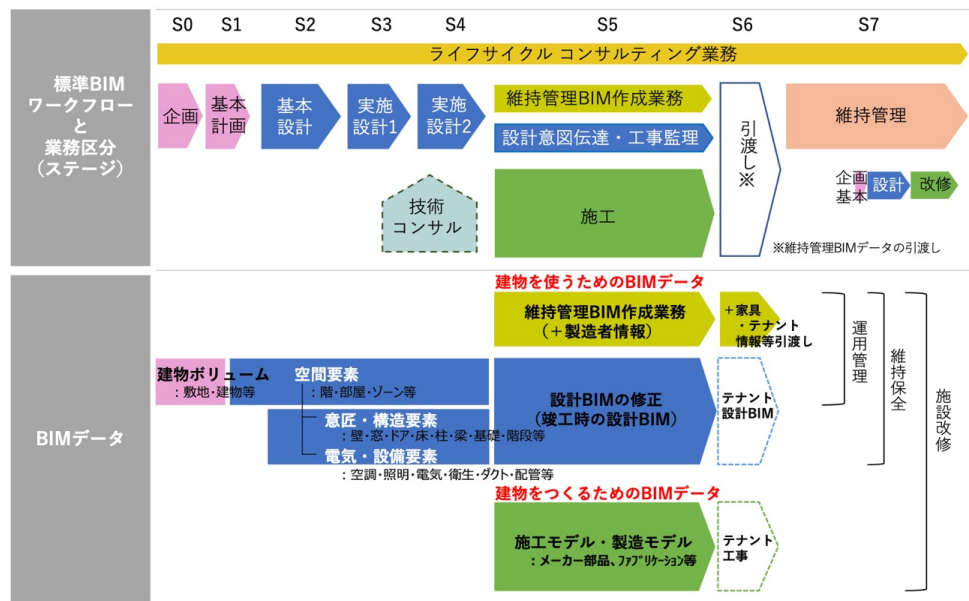 S0 S1 S2 S3 S4 S5 S6 S7
標準BIM
ワークフロー
と
業務区分
（ステージ）
ライフサイクル コンサルティング業務
企画
基本
計画
基本
設計
実施
設計1
実施
設計2
技術
コンサル
維持管理BIM作成業務
設計意図伝達・工事監理
施工
引渡し※
維持管理
企画
基本
設計
改修
※維持管理BIMデータの引渡し
BIMデータ
建物を使うためのBIMデータ
維持管理BIM作成業務
（＋製造者情報）
＋家具
・テナント
情報等引渡し
建物ボリューム
：敷地・建物等
空間要素
：階・部屋・ゾーン等
意匠・構造要素
：壁・窓・ドア・床・柱・梁・基礎・階段等
電気・設備要素
：空調・照明・電気・衛生・ダクト・配管等
設計BIMの修正
（竣工時の設計BIM）
テナント
設計BIM
建物をつくるためのBIMデータ
施工モデル・製造モデル
：メーカー部品、ファブリケーション等
テナント
工事
運用管理
維持保全
施設改修